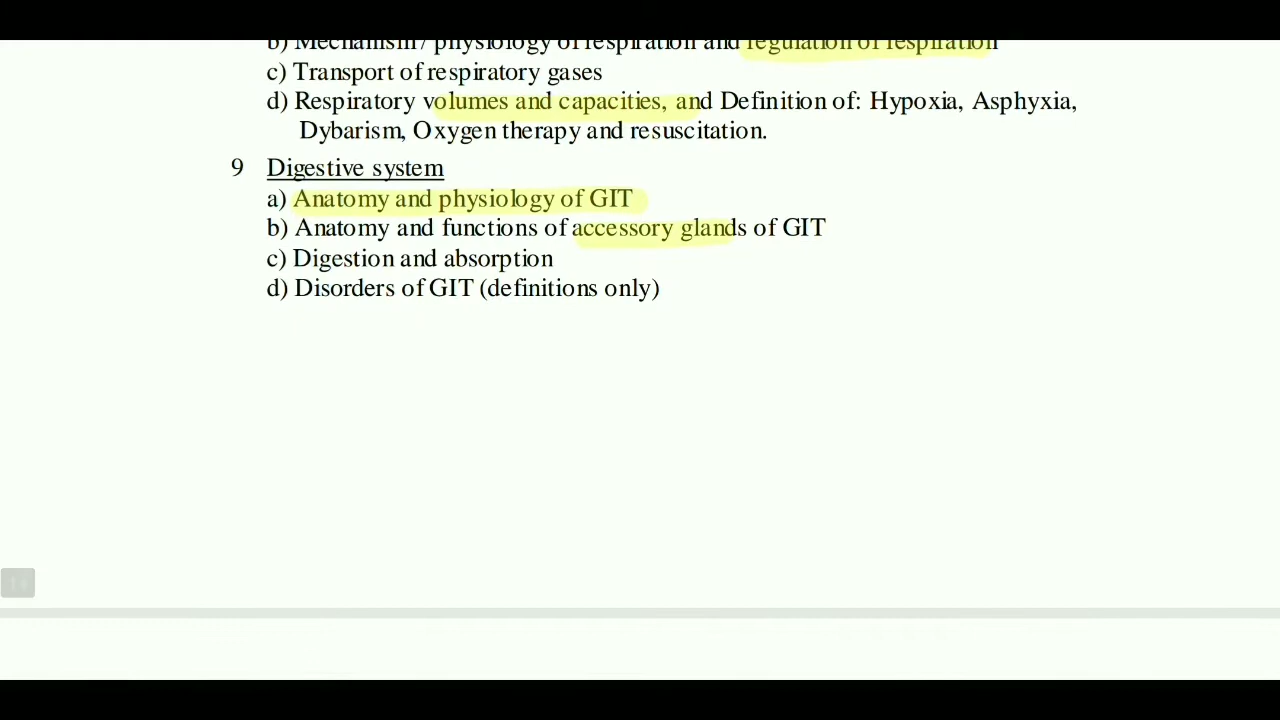 b) Mechanism / physiology of respiration and regulation of respiration
c) Transport of respiratory gases
d) Respiratory volumes and capacities, and Definition of: Hypoxia, Asphyxia,
Dybarism, Oxygen therapy and resuscitation.
9 Digestive system
a) Anatomy and physiology of GIT
b) Anatomy and functions of accessory glands of GIT
c) Digestion and absorption
d) Disorders of GIT (definitions only)